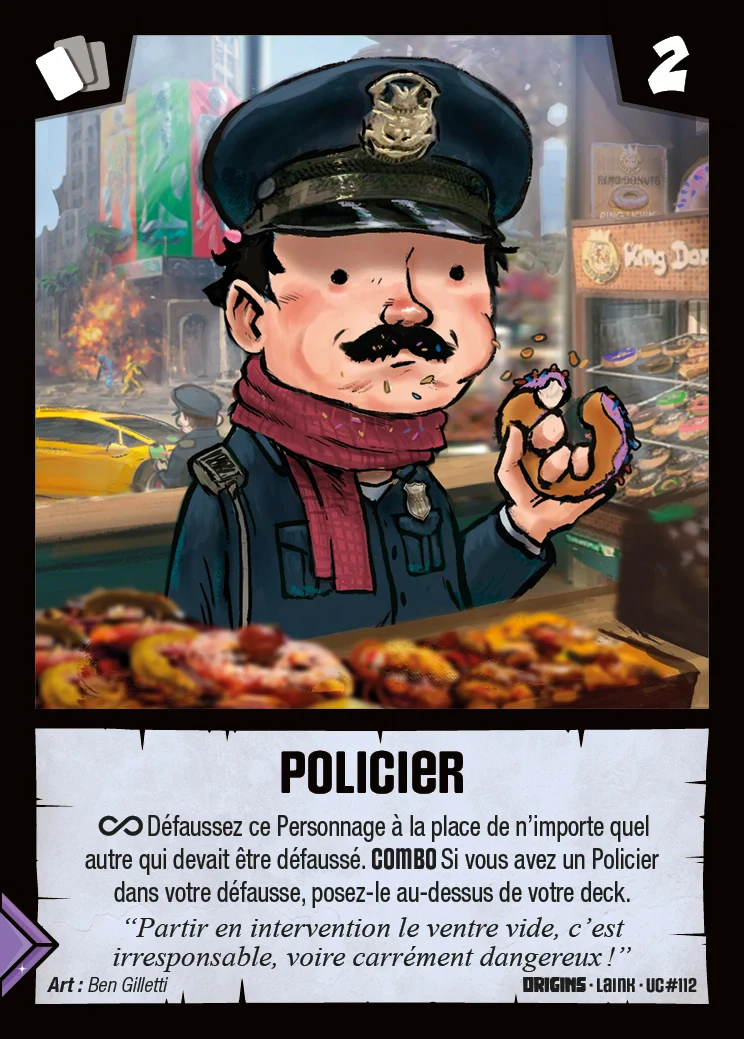 2
King Don
POLICIER
∞ Défaussez ce Personnage à la place de n'importe quel
autre qui devait être défaussé. COMBO Si vous avez un Policier
dans votre défausse, posez-le au-dessus de votre deck.
“Partir en intervention le ventre vide, c'est
irresponsable, voire carrément dangereux !”
Art : Ben Gilletti
ORIGINS · Laink · UC#112